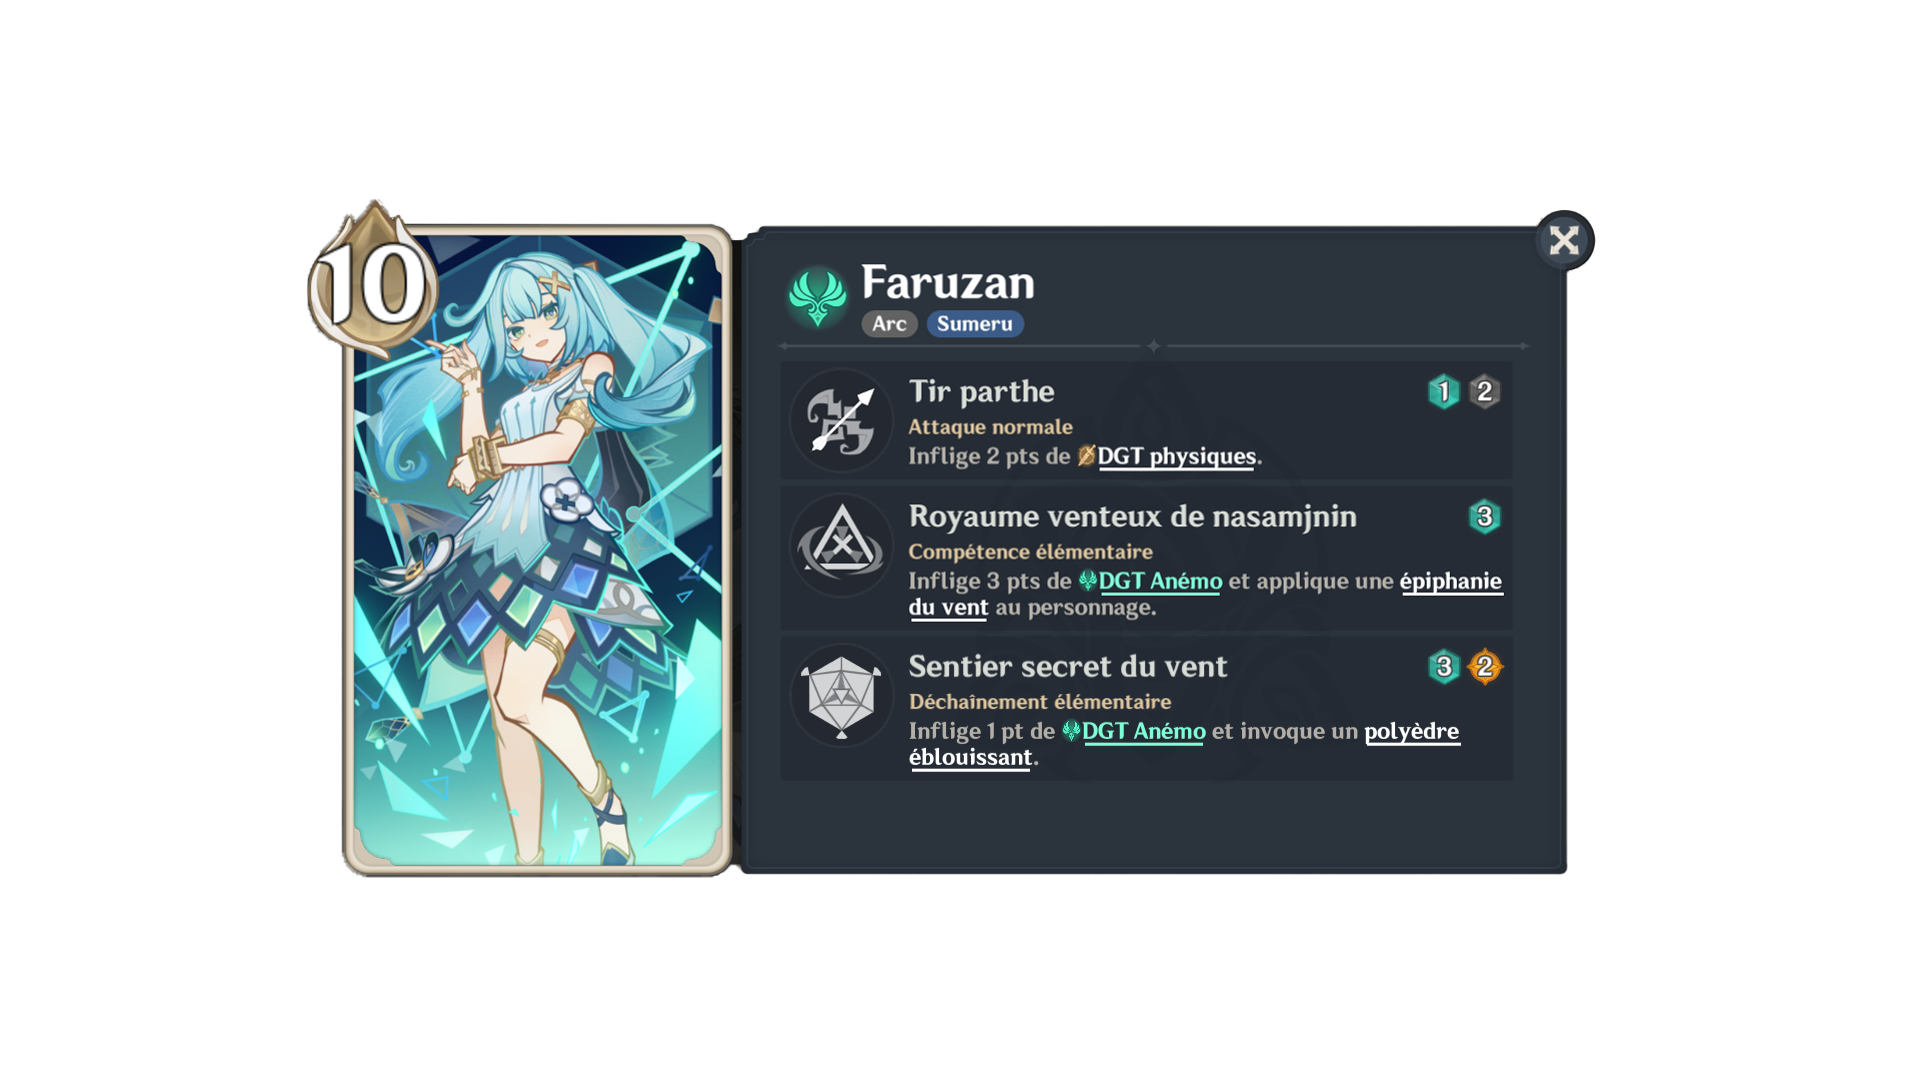 10
Faruzan
Arc Sumeru
Tir parthe 1 2
Attaque normale
Inflige 2 pts de DGT physiques.
Royaume venteux de nasamjnin 3
Compétence élémentaire
Inflige 3 pts de DGT Anémo et applique une épiphanie
du vent au personnage.
Sentier secret du vent 3 2
Déchaînement élémentaire
Inflige 1 pt de DGT Anémo et invoque un polyèdre
éblouissant.